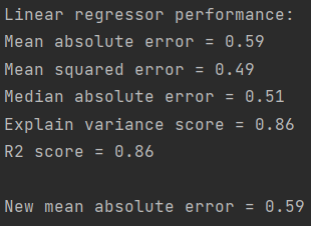 Linear regressor performance:
Mean absolute error = 0.59
Mean squared error = 0.49
Median absolute error = 0.51
Explain variance score = 0.86
R2 score = 0.86
New mean absolute error = 0.59